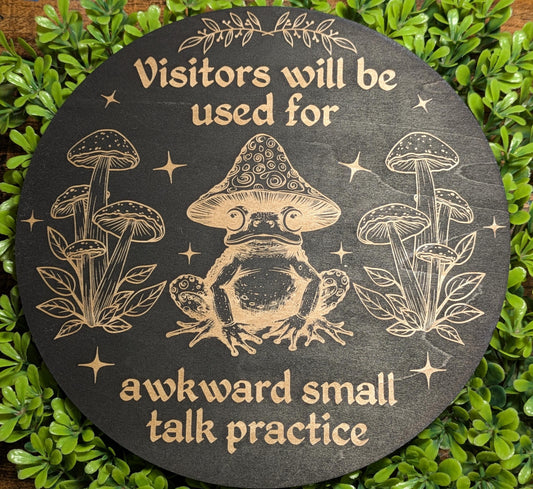 Visitors will be
used for
awkward small
talk practice